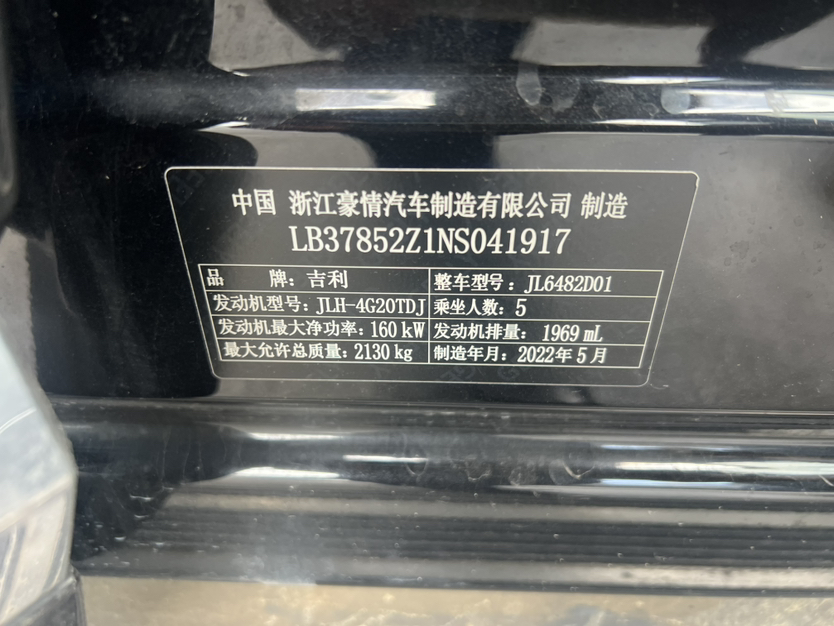 中国 浙江豪情汽车制造有限公司 制造
LB37852Z1NS041917
品 牌：吉利 整车型号：JL6482D01
发动机型号：JLH-4G20TDJ 乘坐人数：5
发动机最大净功率：160 kW 发动机排量：1969 mL
最大允许总质量：2130 kg 制造年月：2022年5月